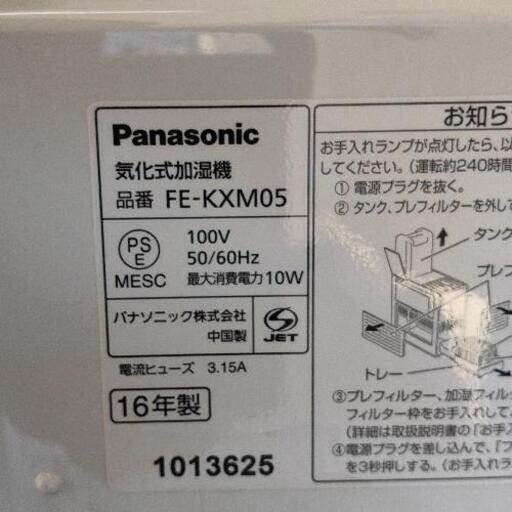 Panasonic
気化式加湿機
品番 FE-KXM05
PS
E
MESC
100V
50/60Hz
最大消費電力 10W
パナソニック株式会社
中国製
S
JET
電流ヒューズ 3.15A
16年製
1013625
お知ら
お手入れランプが点灯したら、以
してください。(運転約240時間
① 電源プラグを抜く。
② タンク、プレフィルターを外して
タンク
プレフ
トレー
③プレフィルター、加湿フィル
フィルター枠をお手入れして
(詳細は取扱説明書の「お手入
④電源プラグを差し込んで、「フ
を3秒押しする。(お手入れラ